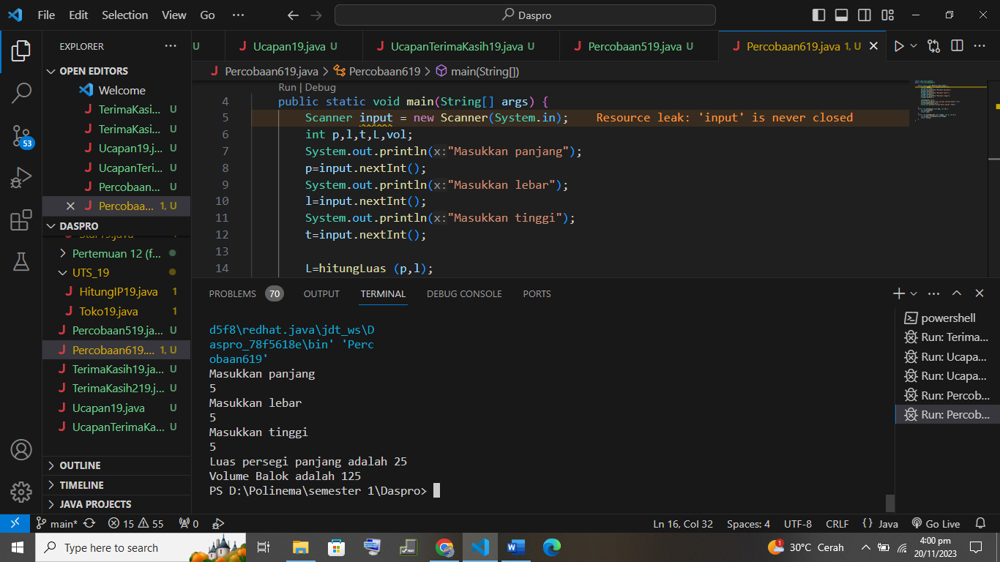 File Edit Selection View Go ··· Daspro
EXPLORER ···
OPEN EDITORS
Welcome
TerimaKasi... U
TerimaKasi... U
Ucapan19.j... U
UcapanTeri... U
Percobaan... U
Percobaa... 1, U
DASPRO
Star19.java
Pertemuan 12 (f...
UTS_19
HitungIP19.java 1
Toko19.java 1
Percobaan519.ja... U
Percobaan619.... 1, U
TerimaKasih19.ja... U
TerimaKasih219.j... U
Ucapan19.java U
UcapanTerimaKa... U
OUTLINE
TIMELINE
JAVA PROJECTS
53
U Ucapan19.java U UcapanTerimaKasih19.java U Percobaan519.java U Percobaan619.java 1, U
Percobaan619.java > Percobaan619 > main(String[])
Run | Debug
4 public static void main(String[] args) {
5 Scanner input = new Scanner(System.in); Resource leak: 'input' is never closed
6 int p,l,t,L,vol;
7 System.out.println(x:"Masukkan panjang");
8 p=input.nextInt();
9 System.out.println(x:"Masukkan lebar");
10 l=input.nextInt();
11 System.out.println(x:"Masukkan tinggi");
12 t=input.nextInt();
13
14 L=hitungLuas (p,l);
PROBLEMS 70 OUTPUT TERMINAL DEBUG CONSOLE PORTS
d5f8\redhat.java\jdt_ws\D
aspro_78f5618e\bin' 'Perc
obaan619'
Masukkan panjang
5
Masukkan lebar
5
Masukkan tinggi
5
Luas persegi panjang adalah 25
Volume Balok adalah 125
PS D:\Polinema\semester 1\Daspro>
powershell
Run: Terima...
Run: Ucapa...
Run: Ucapa...
Run: Percob...
Run: Percob...
main* 15 55 0 Ln 16, Col 32 Spaces: 4 UTF-8 CRLF {} Java Go Live
Type here to search 1 30°C Cerah 4:00 pm
20/11/2023